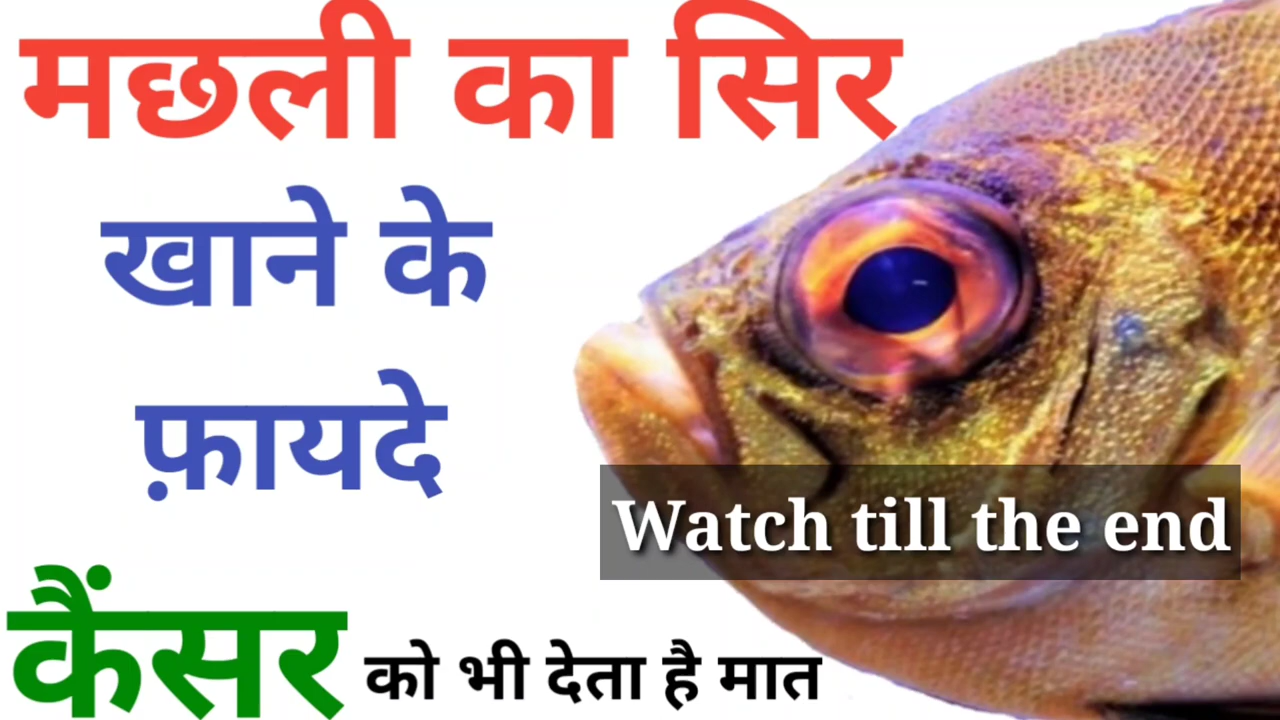 मछली का सिर
खाने के
फ़ायदे
Watch till the end
कैंसर को भी देता है मात